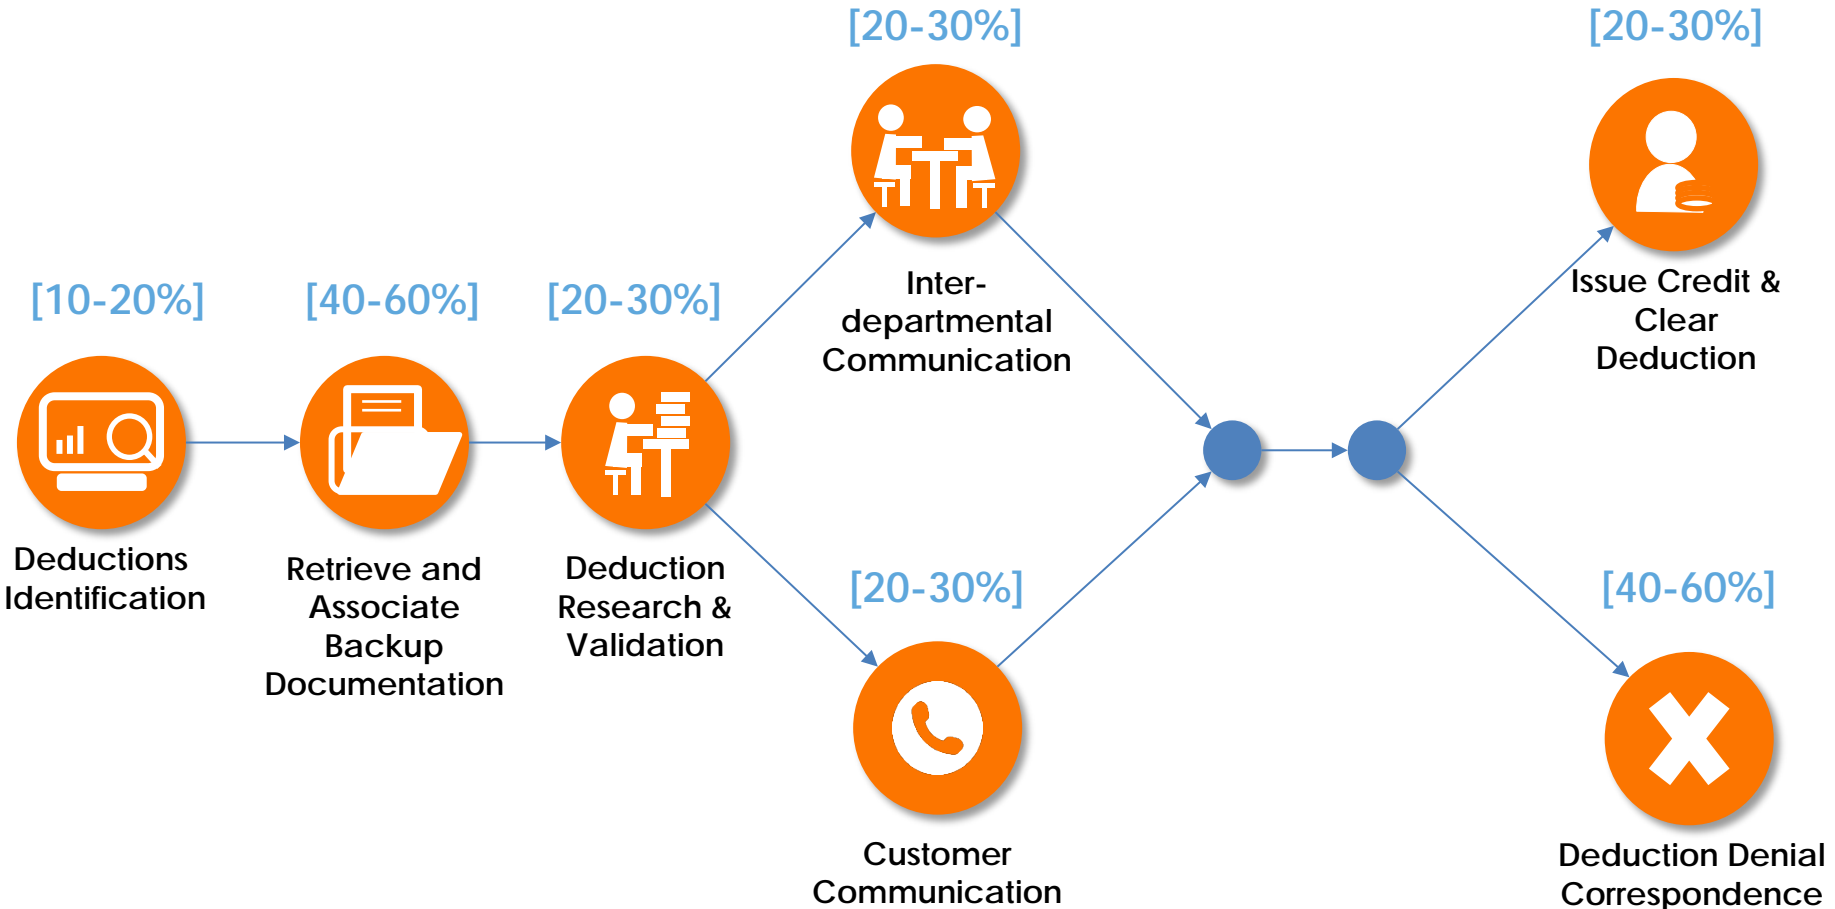 [10-20%]
Deductions
Identification
[40-60%]
Retrieve and
Associate
Backup
Documentation
[20-30%]
Deduction
Research &
Validation
[20-30%]
Inter-
departmental
Communication
[20-30%]
Customer
Communication
[20-30%]
Issue Credit &
Clear
Deduction
[40-60%]
Deduction Denial
Correspondence